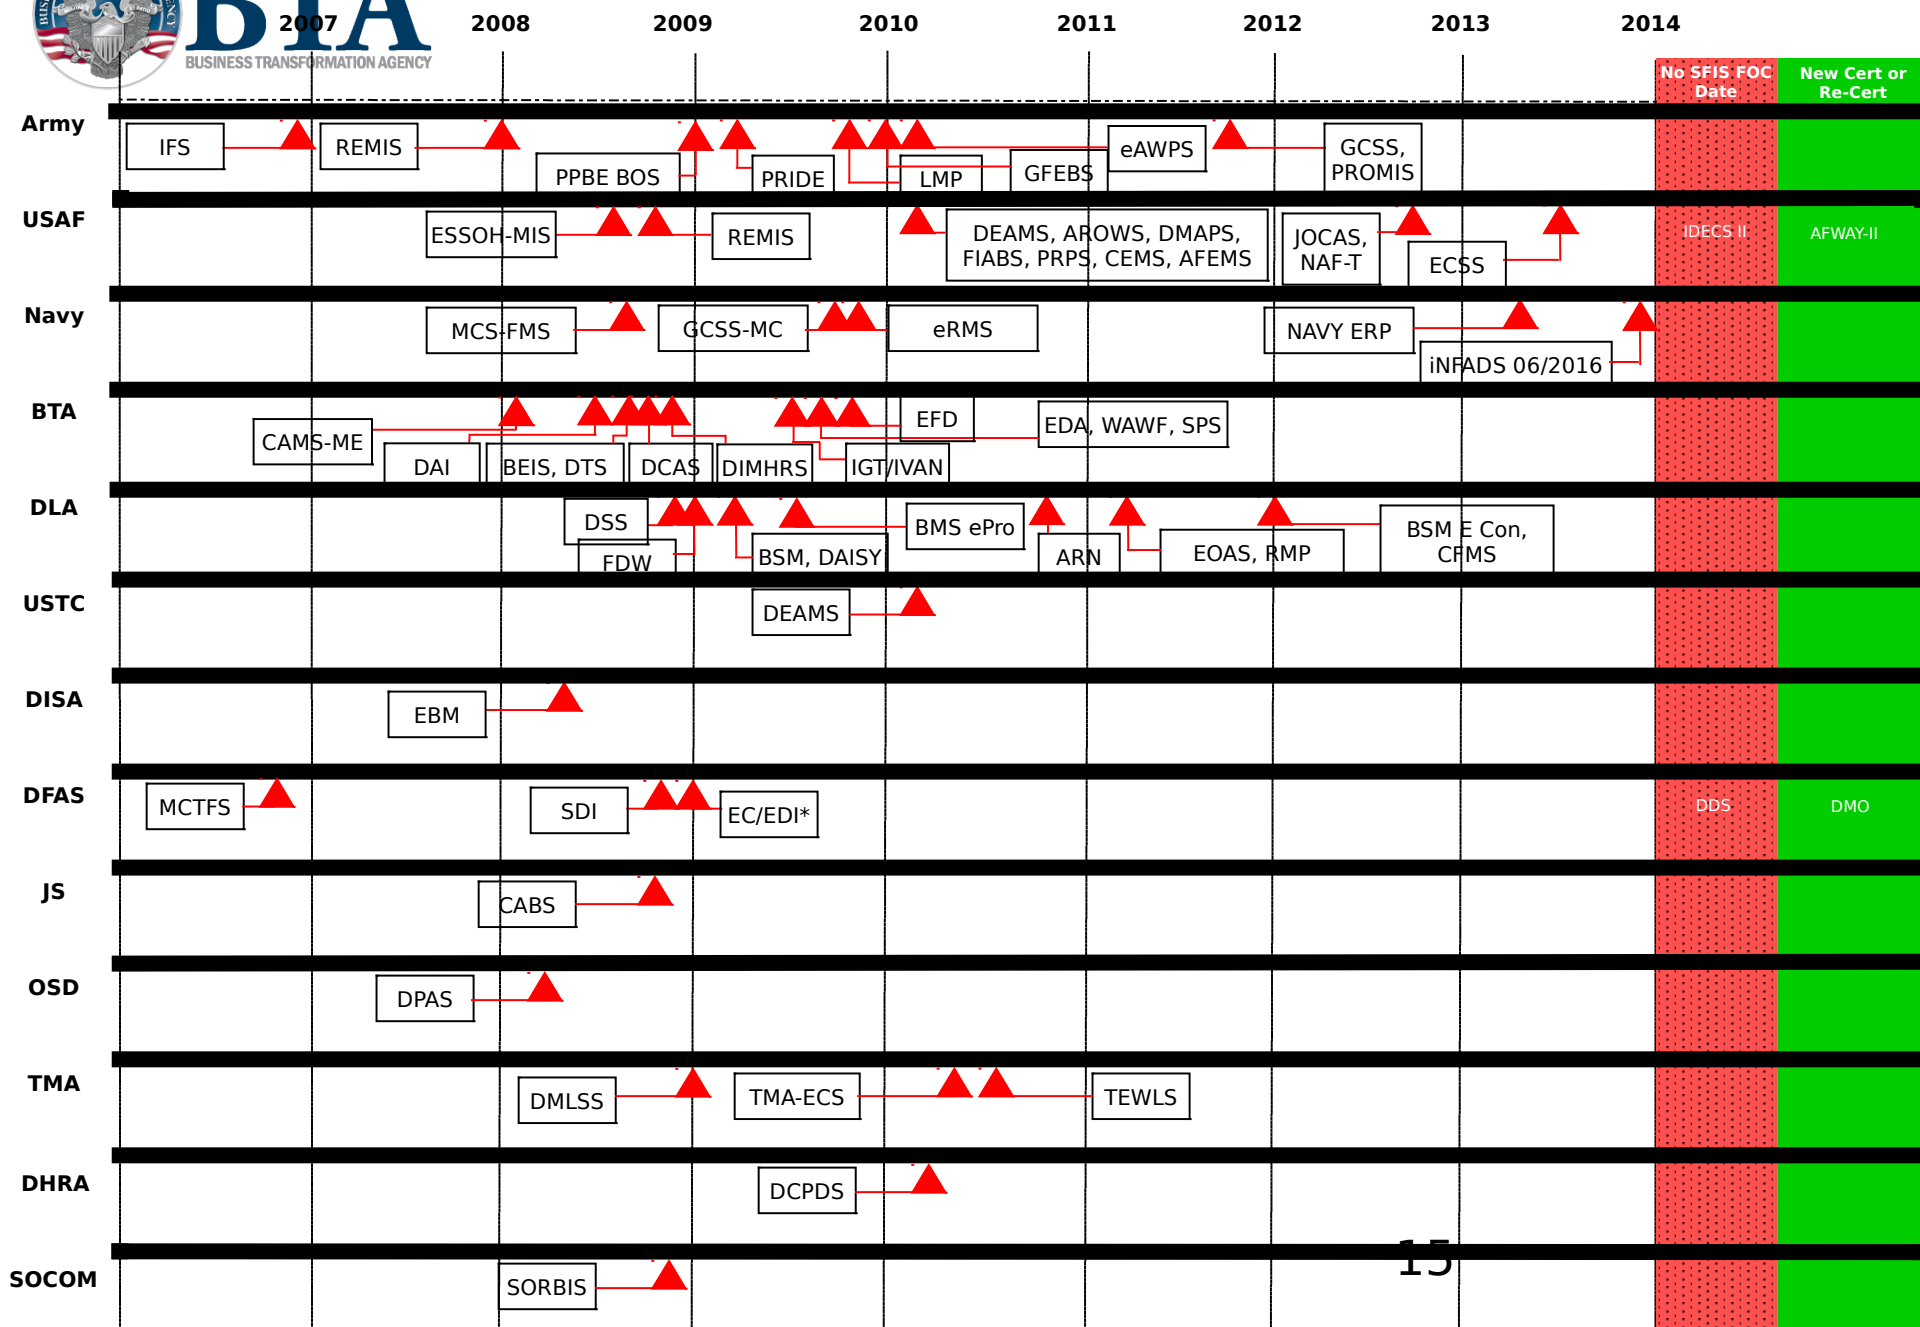 BTA
BUSINESS TRANSFORMATION AGENCY
2007 2008 2009 2010 2011 2012 2013 2014
No SFIS FOC
Date
New Cert or
Re-Cert
Army
IFS
REMIS
PPBE BOS
PRIDE
LMP
GFEBS
eAWPS
GCSS,
PROMIS
USAF
ESSOH-MIS
REMIS
DEAMS, AROWS, DMAPS,
FIABS, PRPS, CEMS, AFEMS
JOCAS,
NAF-T
ECSS
IDECS II
AFWAY-II
Navy
MCS-FMS
GCSS-MC
eRMS
NAVY ERP
iNFADS 06/2016
BTA
CAMS-ME
DAI
BEIS, DTS
DCAS
DIMHRS
IGT/IVAN
EFD
EDA, WAWF, SPS
DLA
DSS
FDW
BSM, DAISY
BMS ePro
ARN
EOAS, RMP
BSM E Con,
CFMS
USTC
DEAMS
DISA
EBM
DFAS
MCTFS
SDI
EC/EDI*
DDS
DMO
JS
CABS
OSD
DPAS
TMA
DMLSS
TMA-ECS
TEWLS
DHRA
DCPDS
15
SOCOM
SORBIS